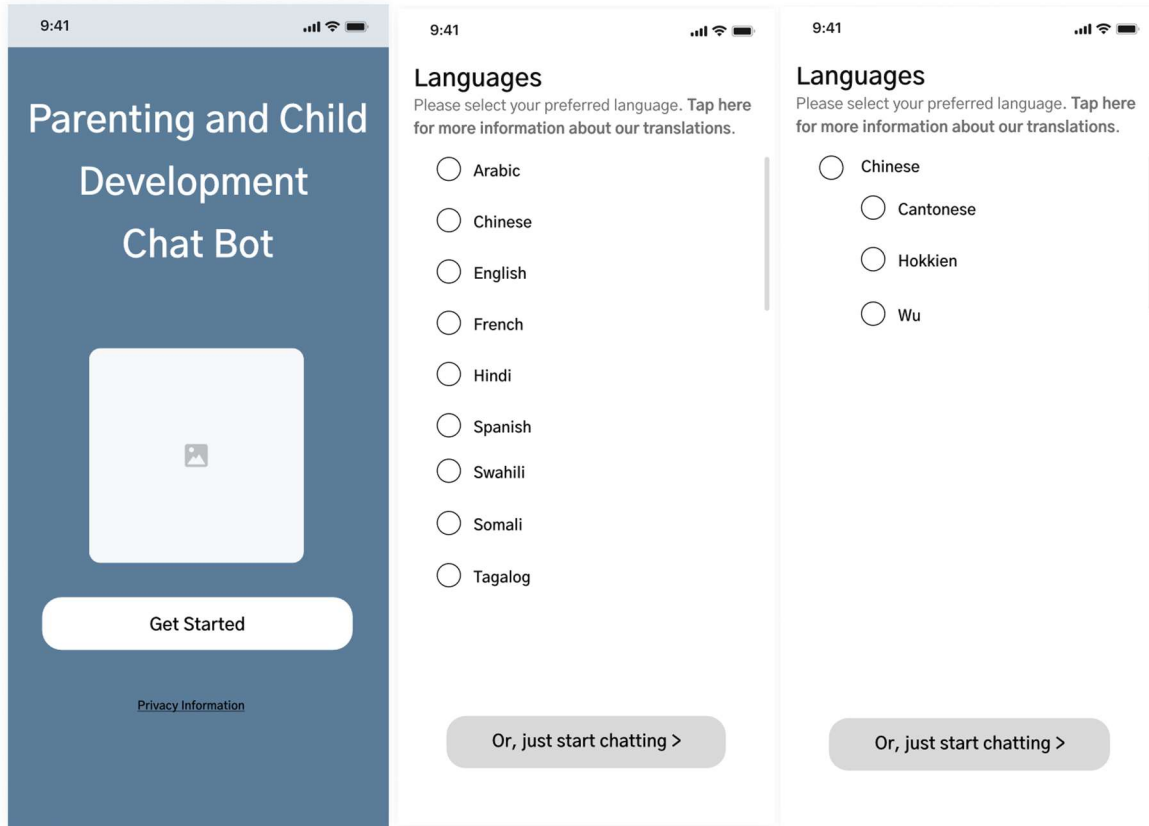 9:41
Parenting and Child
Development
Chat Bot
Get Started
Privacy Information
9:41
Languages
Please select your preferred language. Tap here
for more information about our translations.
Arabic
Chinese
English
French
Hindi
Spanish
Swahili
Somali
Tagalog
Or, just start chatting >
9:41
Languages
Please select your preferred language. Tap here
for more information about our translations.
Chinese
Cantonese
Hokkien
Wu
Or, just start chatting >